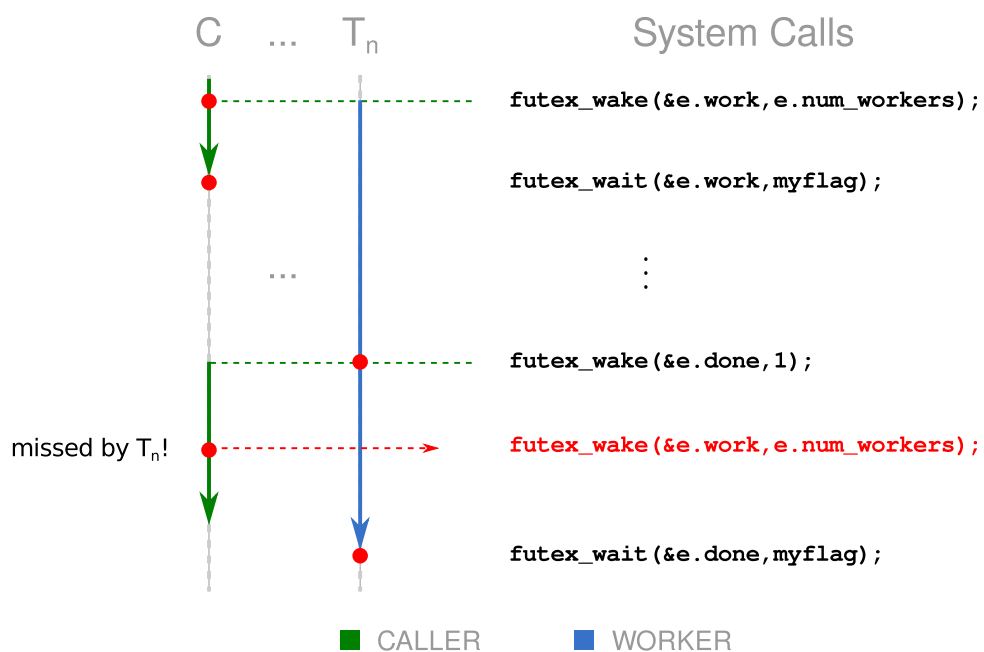 C ... Tn System Calls
futex_wake(&e.work,e.num_workers);
futex_wait(&e.work,myflag);
...
⋮
futex_wake(&e.done,1);
missed by Tn! futex_wake(&e.work,e.num_workers);
futex_wait(&e.done,myflag);
CALLER WORKER